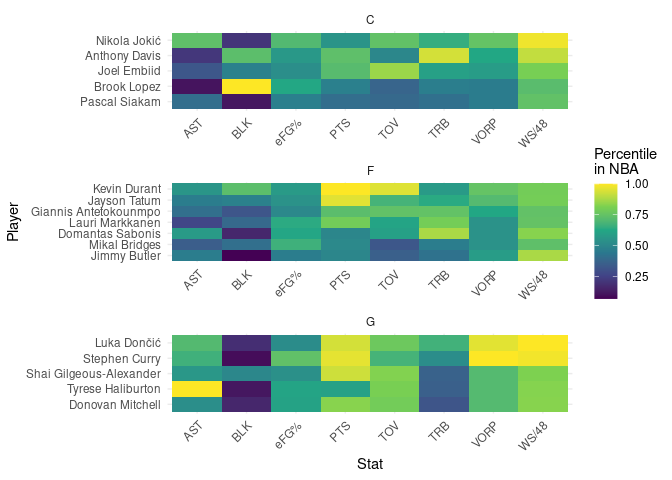 C
Nikola Jokić
Anthony Davis
Joel Embiid
Brook Lopez
Pascal Siakam
AST BLK eFG% PTS TOV TRB VORP WS/48
F
Kevin Durant
Jayson Tatum
Giannis Antetokounmpo
Lauri Markkanen
Domantas Sabonis
Mikal Bridges
Jimmy Butler
AST BLK eFG% PTS TOV TRB VORP WS/48
G
Luka Dončić
Stephen Curry
Shai Gilgeous-Alexander
Tyrese Haliburton
Donovan Mitchell
AST BLK eFG% PTS TOV TRB VORP WS/48
Stat
Player
Percentile
in NBA
1.00
0.75
0.50
0.25